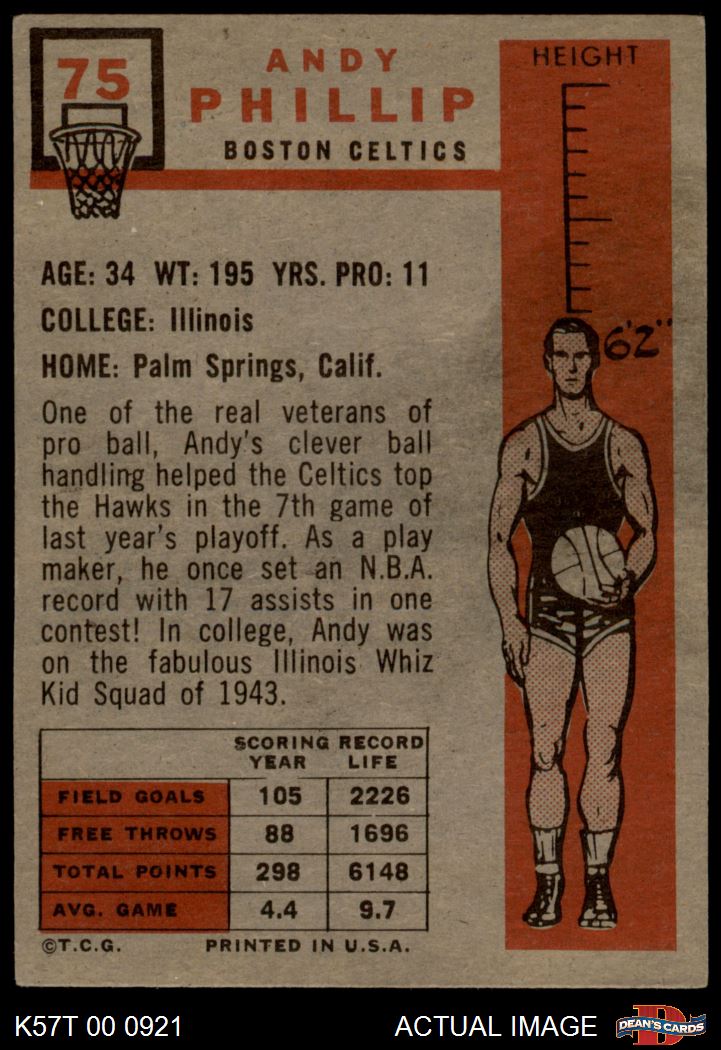 75
ANDY
PHILLIP
BOSTON CELTICS
HEIGHT
6'2"
AGE: 34 WT: 195 YRS. PRO: 11
COLLEGE: Illinois
HOME: Palm Springs, Calif.
One of the real veterans of
pro ball, Andy's clever ball
handling helped the Celtics top
the Hawks in the 7th game of
last year's playoff. As a play
maker, he once set an N.B.A.
record with 17 assists in one
contest! In college, Andy was
on the fabulous Illinois Whiz
Kid Squad of 1943.
SCORING RECORD
YEAR LIFE
FIELD GOALS 105 2226
FREE THROWS 88 1696
TOTAL POINTS 298 6148
AVG. GAME 4.4 9.7
©T.C.G. PRINTED IN U.S.A.
K57T 00 0921 ACTUAL IMAGE D DEAN'S CARDS